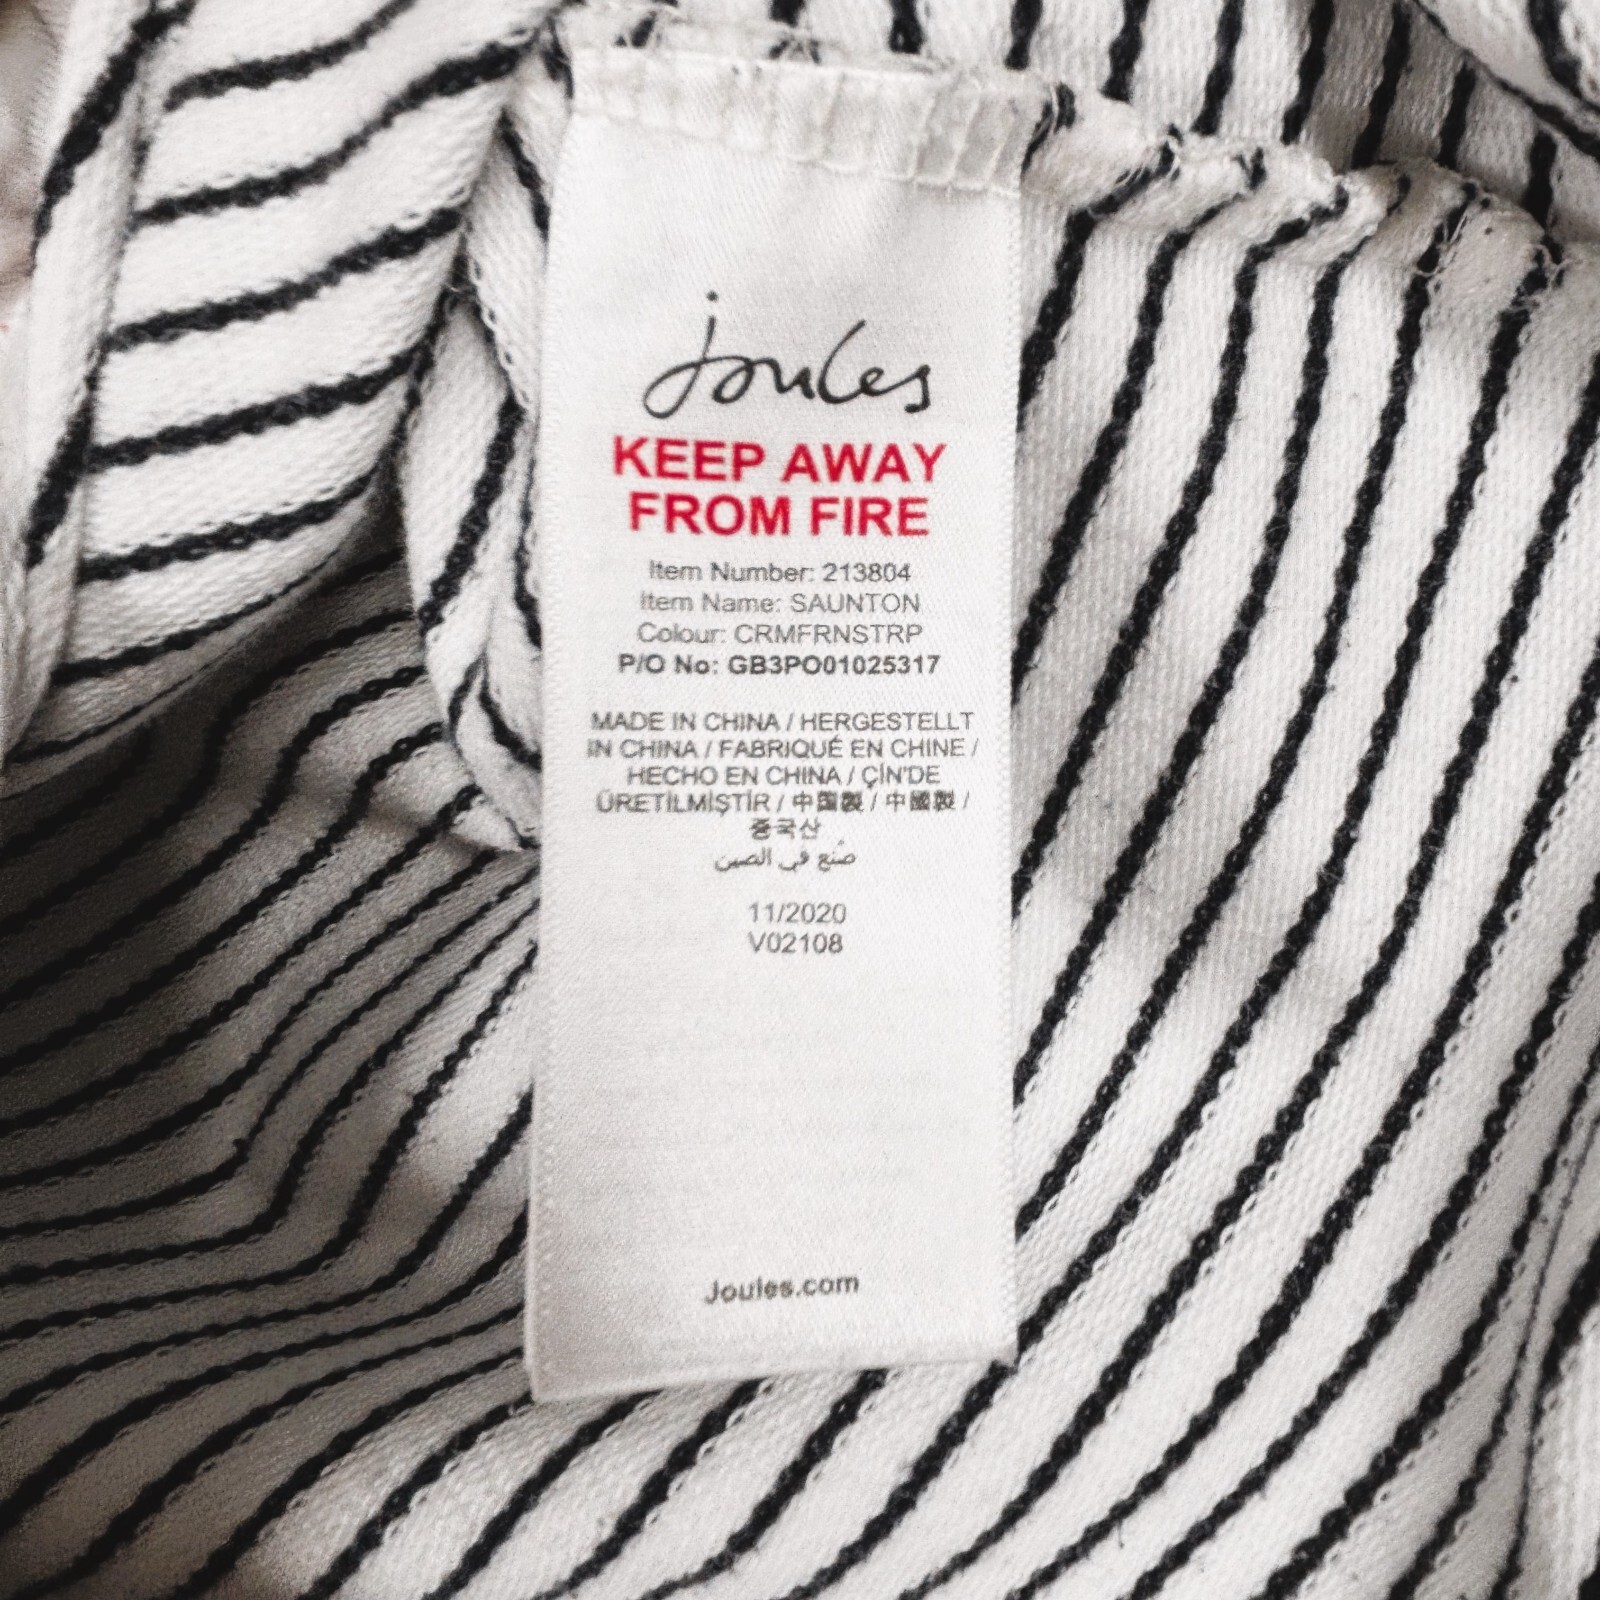 Joules
KEEP AWAY
FROM FIRE
Item Number: 213804
Item Name: SAUNTON
Colour: CRMFRNSTRP
P/O No: GB3PO01025317
MADE IN CHINA / HERGESTELLT
IN CHINA / FABRIQUÉ EN CHINE /
HECHO EN CHINA / ÇİN'DE
ÜRETİLMİŞTİR / 中国製 / 中國製 /
중국산
صُنع في الصين
11/2020
V02108
Joules.com